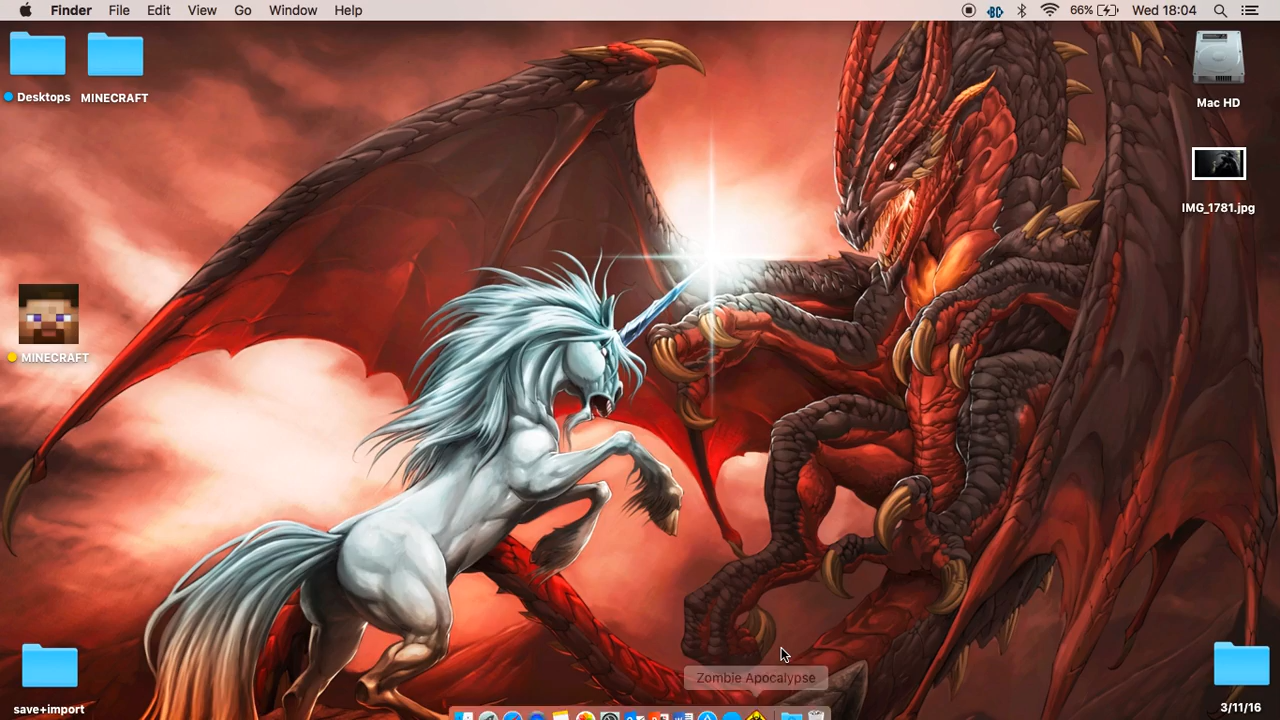 Finder File Edit View Go Window Help BC 66% Wed 18:04
Desktops
MINECRAFT
Mac HD
IMG_1781.jpg
MINECRAFT
Zombie Apocalypse
save+import
3/11/16